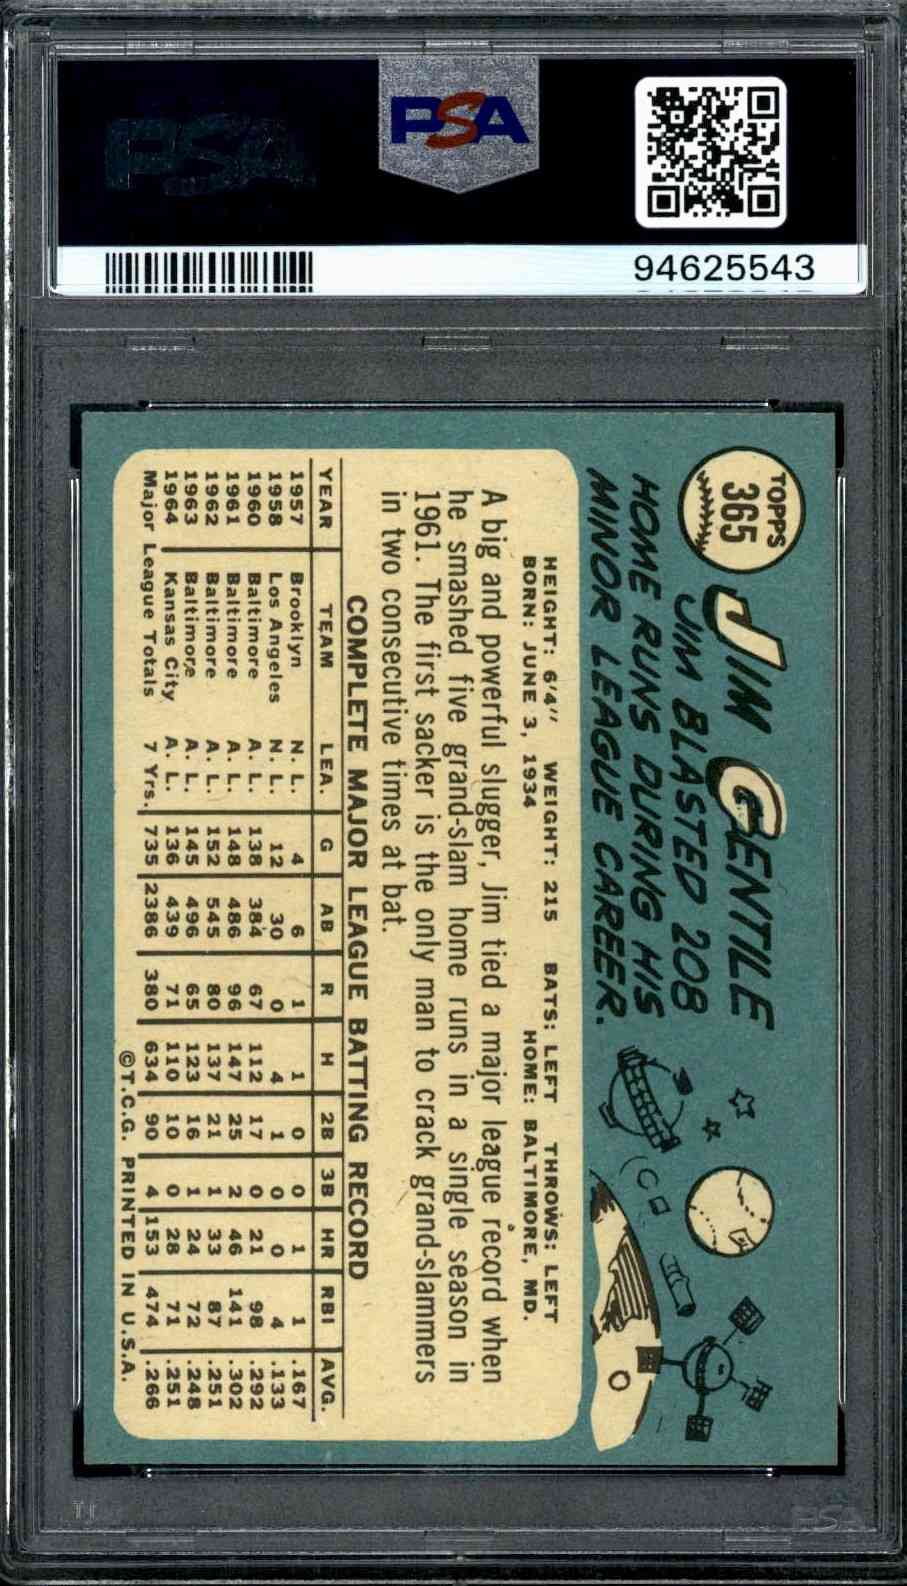 PSA
PSA
94625543
TOPPS
365
JIM GENTILE
JIM BLASTED 208
HOME RUNS DURING HIS
MINOR LEAGUE CAREER.
HEIGHT: 6'4" WEIGHT: 215 BATS: LEFT THROWS: LEFT
BORN: JUNE 3, 1934 HOME: BALTIMORE, MD.
A big and powerful slugger, Jim tied a major league record when
he smashed five grand-slam home runs in a single season in
1961. The first sacker is the only man to crack grand-slammers
in two consecutive times at bat.
COMPLETE MAJOR LEAGUE BATTING RECORD
YEAR TEAM LEA. G AB R H 2B 3B HR RBI AVG.
1957 Brooklyn N. L. 4 6 1 1 0 0 1 1 .167
1958 Los Angeles N. L. 12 30 0 4 1 0 0 4 .133
1960 Baltimore A. L. 138 384 67 112 17 0 21 98 .292
1961 Baltimore A. L. 148 486 96 147 25 2 46 141 .302
1962 Baltimore A. L. 152 545 80 137 21 1 33 87 .251
1963 Baltimore A. L. 145 496 65 123 16 1 24 72 .248
1964 Kansas City A. L. 136 439 71 110 10 0 28 71 .251
Major League Totals 7 Yrs. 735 2386 380 634 90 4 153 474 .266
©T.C.G. PRINTED IN U.S.A.
PSA